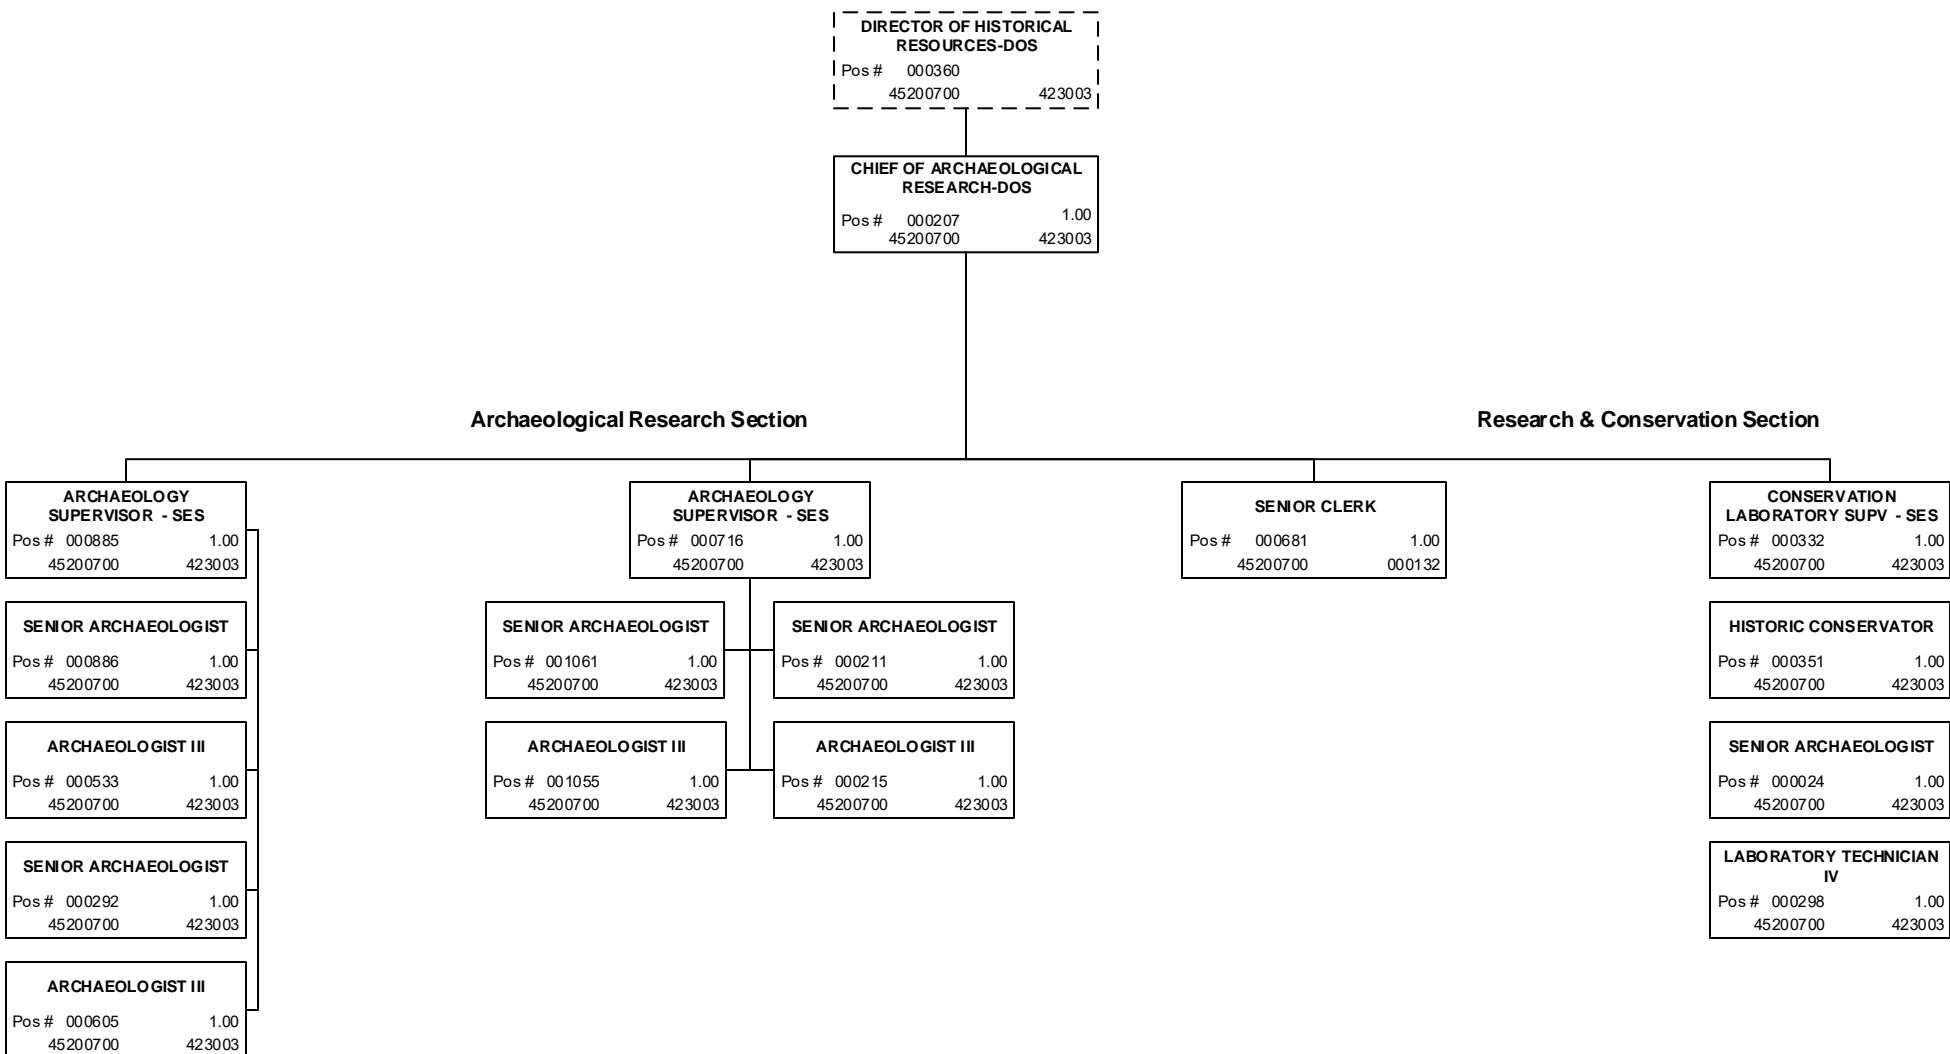 DIRECTOR OF HISTORICAL
RESOURCES-DOS
Pos # 000360
45200700 423003
CHIEF OF ARCHAEOLOGICAL
RESEARCH-DOS
1.00
Pos # 000207
45200700 423003
Archaeological Research Section
Research & Conservation Section
ARCHAEOLOGY
SUPERVISOR - SES
Pos # 000885 1.00
45200700 423003
SENIOR ARCHAEOLOGIST
Pos # 000886 1.00
45200700 423003
ARCHAEOLOGIST III
Pos # 000533 1.00
45200700 423003
SENIOR ARCHAEOLOGIST
Pos # 000292 1.00
45200700 423003
ARCHAEOLOGIST III
Pos # 000605 1.00
45200700 423003
ARCHAEOLOGY
SUPERVISOR - SES
Pos # 000716 1.00
45200700 423003
SENIOR ARCHAEOLOGIST
Pos # 001061 1.00
45200700 423003
SENIOR ARCHAEOLOGIST
Pos # 000211 1.00
45200700 423003
ARCHAEOLOGIST III
Pos # 001055 1.00
45200700 423003
ARCHAEOLOGIST III
Pos # 000215 1.00
45200700 423003
SENIOR CLERK
Pos # 000681 1.00
45200700 000132
CONSERVATION
LABORATORY SUPV - SES
Pos # 000332 1.00
45200700 423003
HISTORIC CONSERVATOR
Pos # 000351 1.00
45200700 423003
SENIOR ARCHAEOLOGIST
Pos # 000024 1.00
45200700 423003
LABORATORY TECHNICIAN
IV
Pos # 000298 1.00
45200700 423003